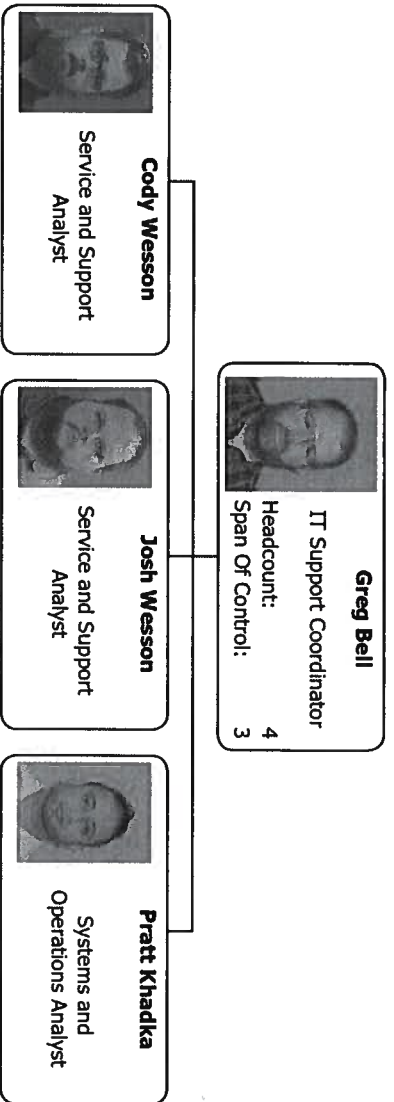 Greg Bell
IT Support Coordinator
Headcount: 4
Span Of Control: 3
Cody Wesson
Service and Support
Analyst
Josh Wesson
Service and Support
Analyst
Pratt Khadka
Systems and
Operations Analyst